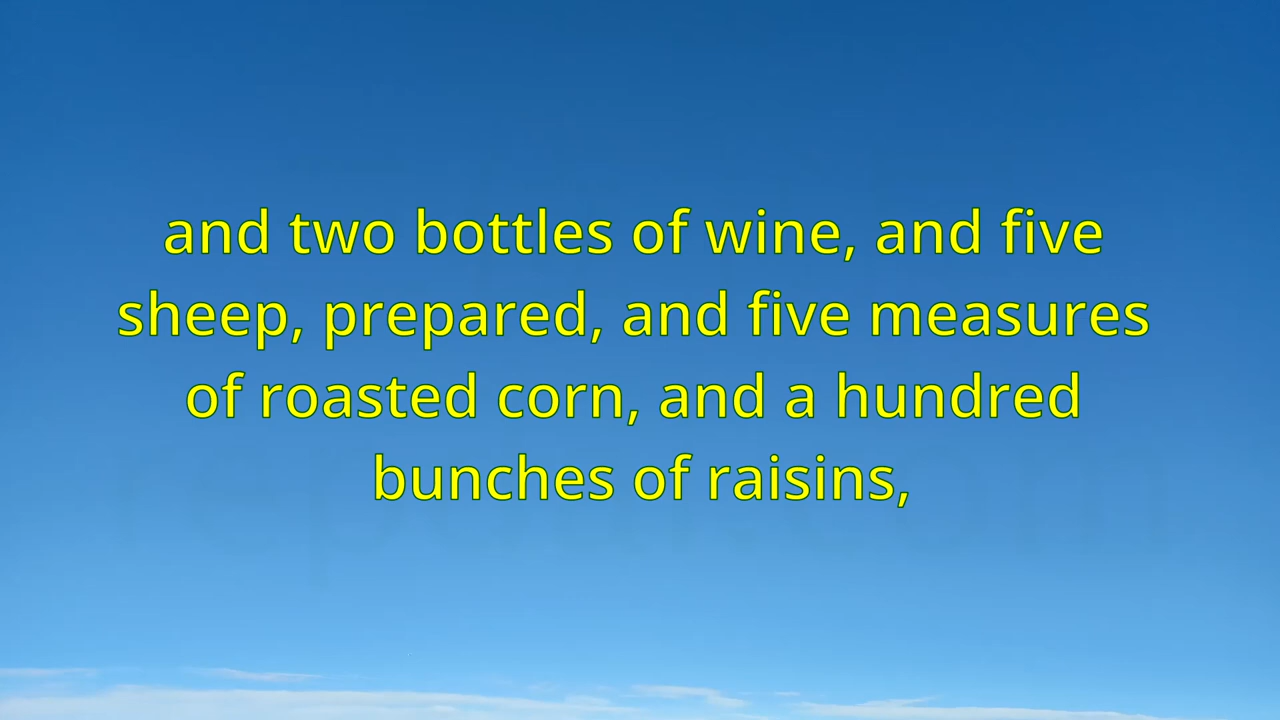 and two bottles of wine, and five
sheep, prepared, and five measures
of roasted corn, and a hundred
bunches of raisins,